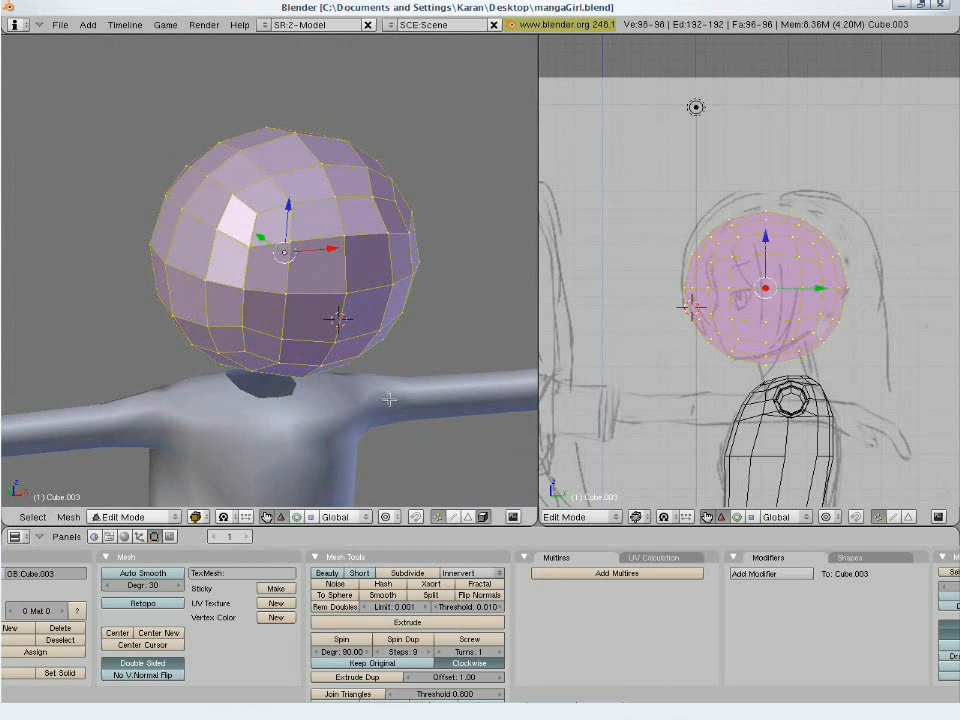 Blender [C:\Documents and Settings\Karan\Desktop\mangaGirl.blend]
File Add Timeline Game Render Help SR:2-Model SCE:Scene www.blender.org 248.1 Ve:98-98 | Ed:192-192 | Fa:96-96 | Mem:8.36M (4.20M) Cube.003
(1) Cube.003 (1) Cube.003
Select Mesh Edit Mode Global Edit Mode Global
Panels 1
Mesh Mesh Tools Multires UV Calculation Modifiers Shapes
OB:Cube.003 Auto Smooth TexMesh: Beauty Short Subdivide Innervert Add Multires Add Modifier To: Cube.003
Degr: 30 Sticky Make Noise Hash Xsort Fractal
To Sphere Smooth Split Flip Normals
0 Mat 0 ? Retopo UV Texture New Rem Doubles Limit: 0.001 Threshold: 0.010
New Delete Vertex Color New Extrude
Deselect Center Center New Spin Spin Dup Screw
Assign Center Cursor Degr: 90.00 Steps: 9 Turns: 1
Double Sided Keep Original Clockwise
Set Solid No V.Normal Flip Extrude Dup Offset: 1.00
Join Triangles Threshold 0.800